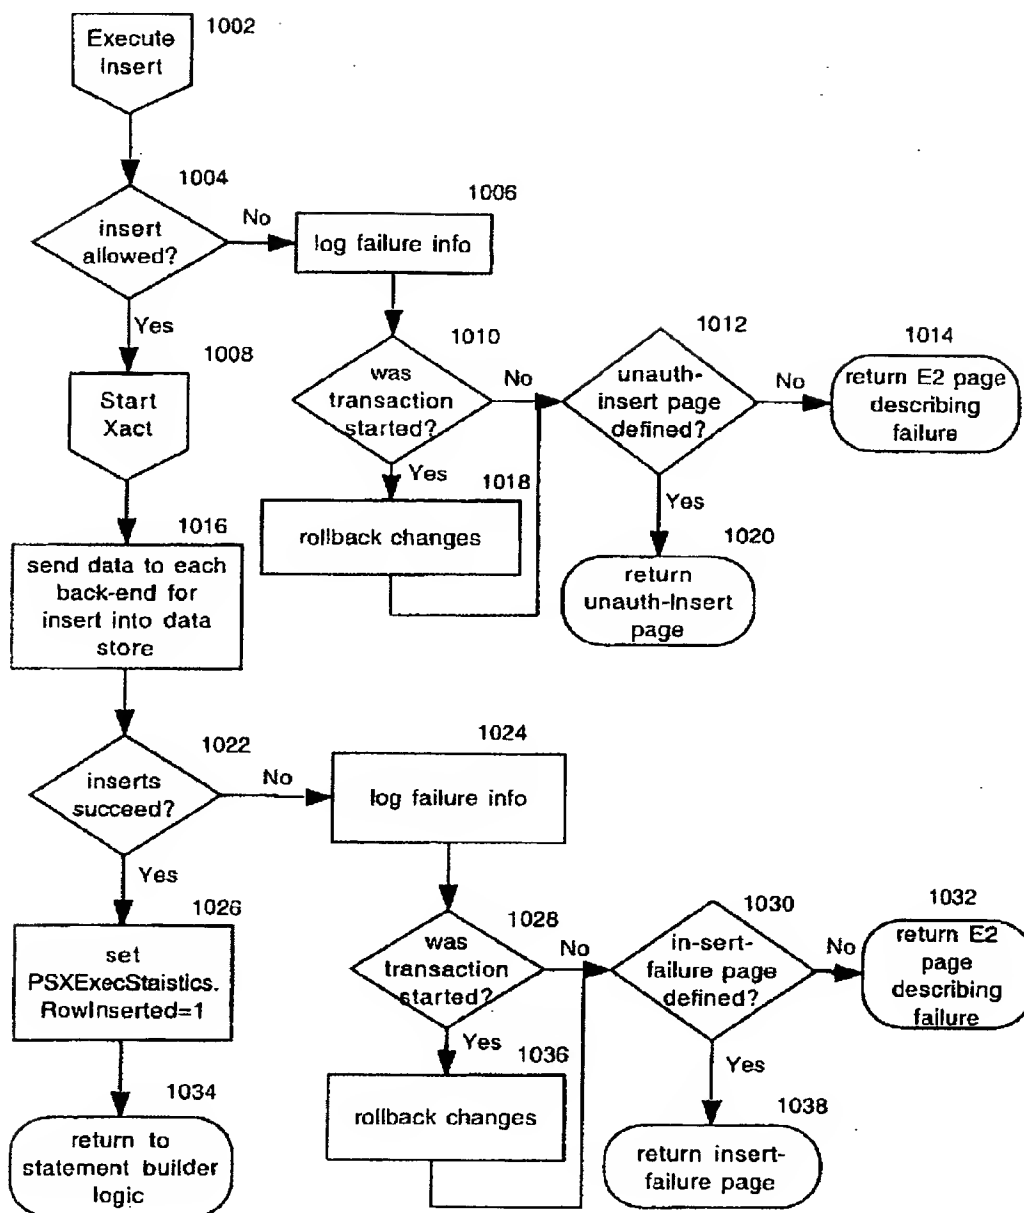 1002
Execute
Insert
1004
insert
allowed?
No
1006
log failure info
Yes
1008
Start
Xact
1010
was
transaction
started?
No
1012
unauth-
insert page
defined?
No
1014
return E2 page
describing
failure
Yes
1018
rollback changes
Yes
1020
return
unauth-Insert
page
1016
send data to each
back-end for
insert into data
store
1022
inserts
succeed?
No
1024
log failure info
Yes
1026
set
PSXExecStaistics.
RowInserted=1
1028
was
transaction
started?
No
1030
in-sert-
failure page
defined?
No
1032
return E2
page
describing
failure
Yes
1036
rollback changes
Yes
1038
return insert-
failure page
1034
return to
statement builder
logic